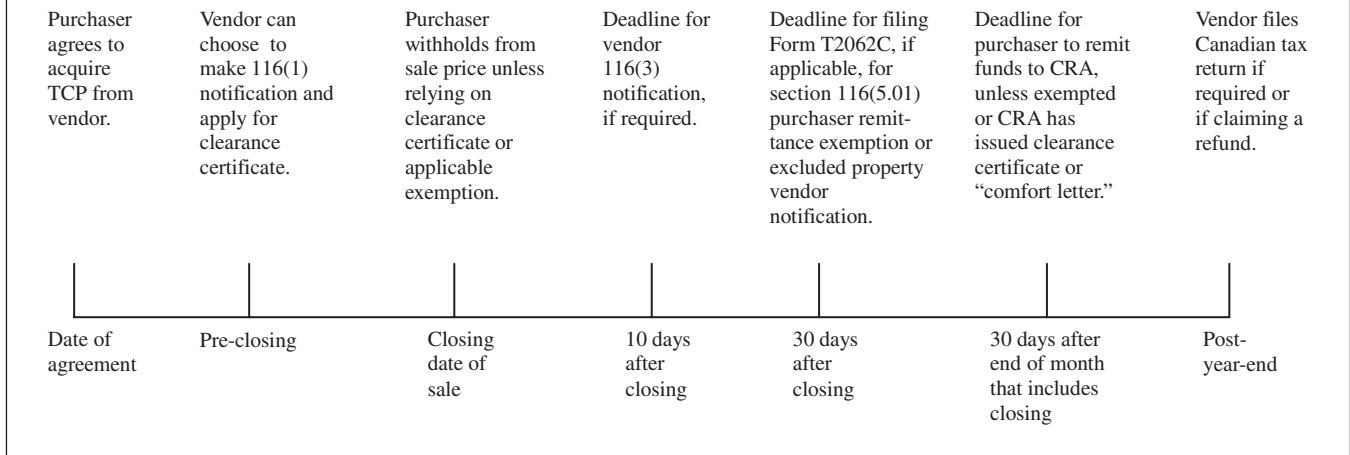 Purchaser
agrees to
acquire
TCP from
vendor.
Vendor can
choose to
make 116(1)
notification and
apply for
clearance
certificate.
Purchaser
withholds from
sale price unless
relying on
clearance
certificate or
applicable
exemption.
Deadline for
vendor
116(3)
notification,
if required.
Deadline for filing
Form T2062C, if
applicable, for
section 116(5.01)
purchaser remit-
tance exemption or
excluded property
vendor
notification.
Deadline for
purchaser to remit
funds to CRA,
unless exempted
or CRA has
issued clearance
certificate or
“comfort letter.”
Vendor files
Canadian tax
return if
required or
if claiming a
refund.
Date of
agreement
Pre-closing
Closing
date of
sale
10 days
after
closing
30 days
after
closing
30 days after
end of month
that includes
closing
Post-
year-end